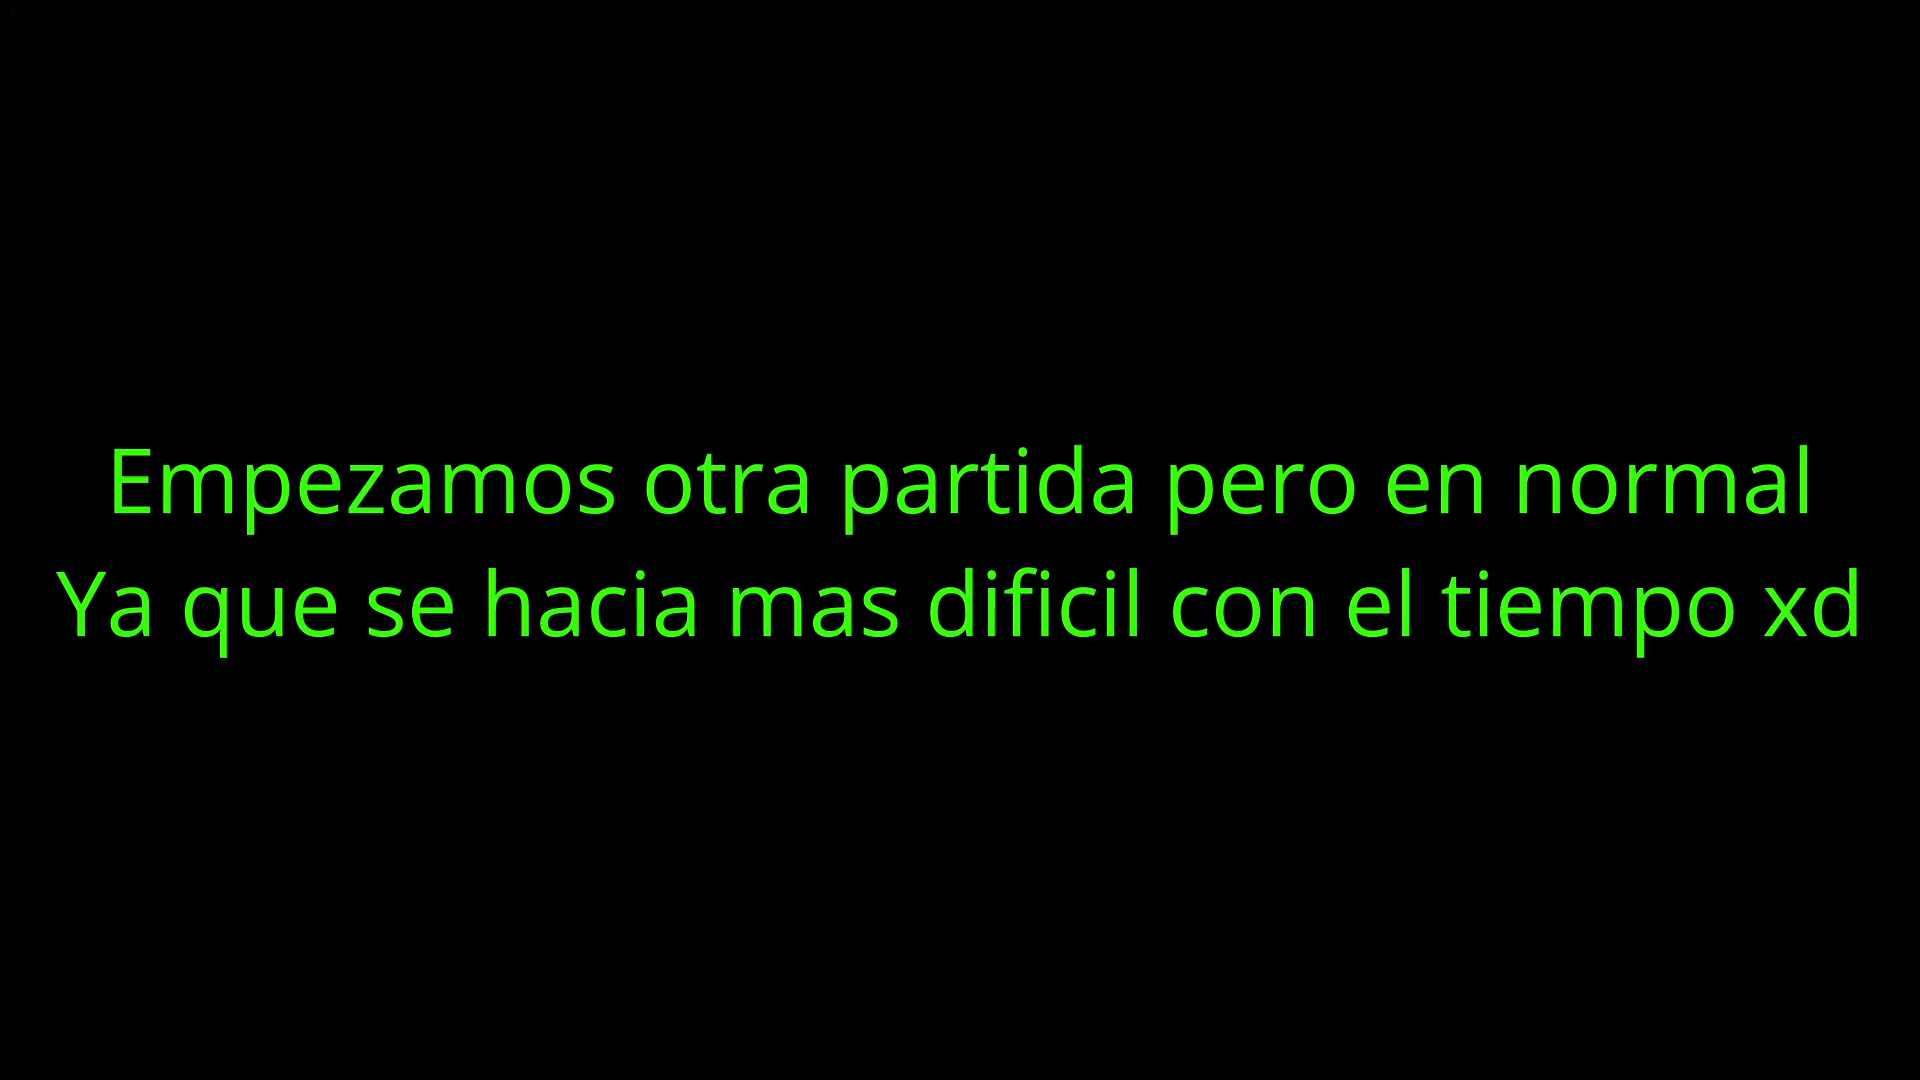 Empezamos otra partida pero en normal
Ya que se hacia mas dificil con el tiempo xd